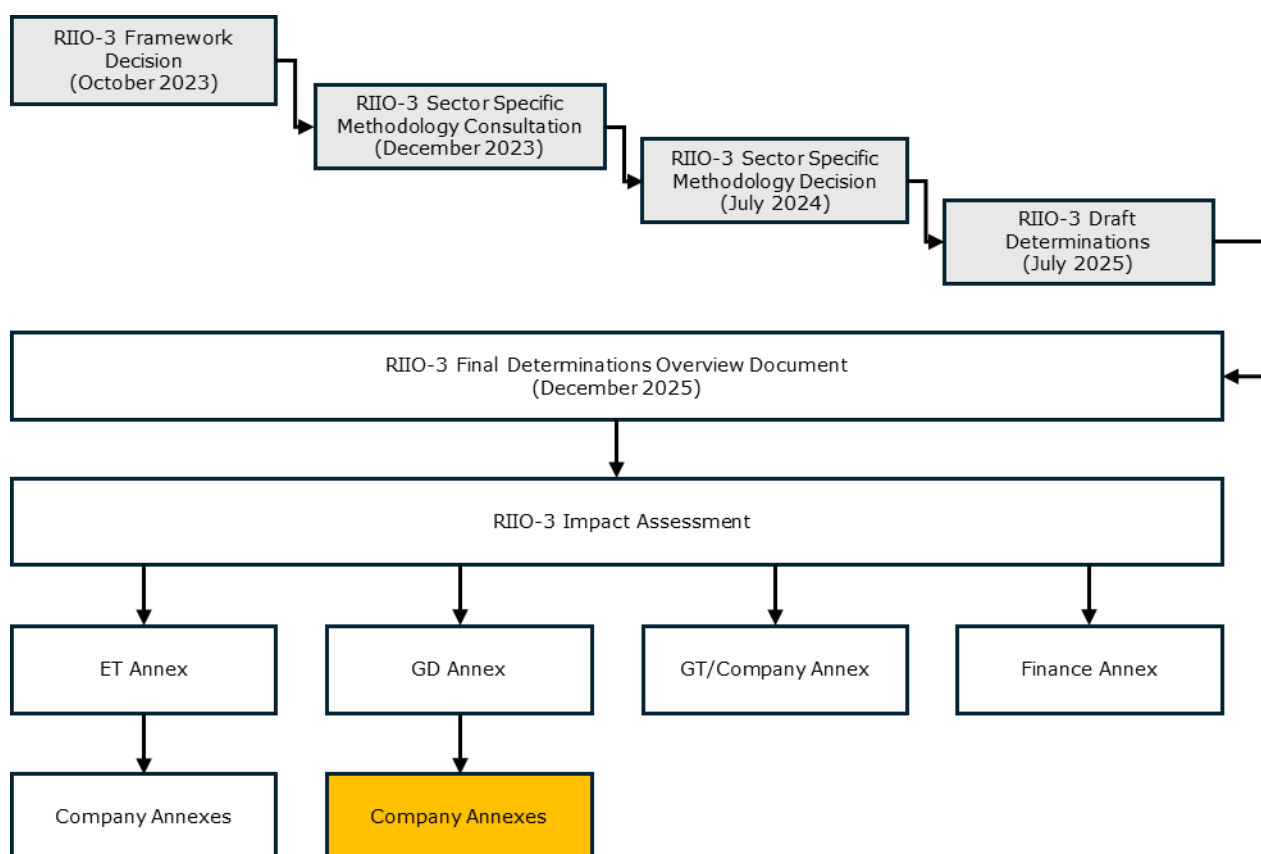 RIIO-3 Framework
Decision
(October 2023)
RIIO-3 Sector Specific
Methodology Consultation
(December 2023)
RIIO-3 Sector Specific
Methodology Decision
(July 2024)
RIIO-3 Draft
Determinations
(July 2025)
RIIO-3 Final Determinations Overview Document
(December 2025)
RIIO-3 Impact Assessment
ET Annex
GD Annex
GT/Company Annex
Finance Annex
Company Annexes
Company Annexes